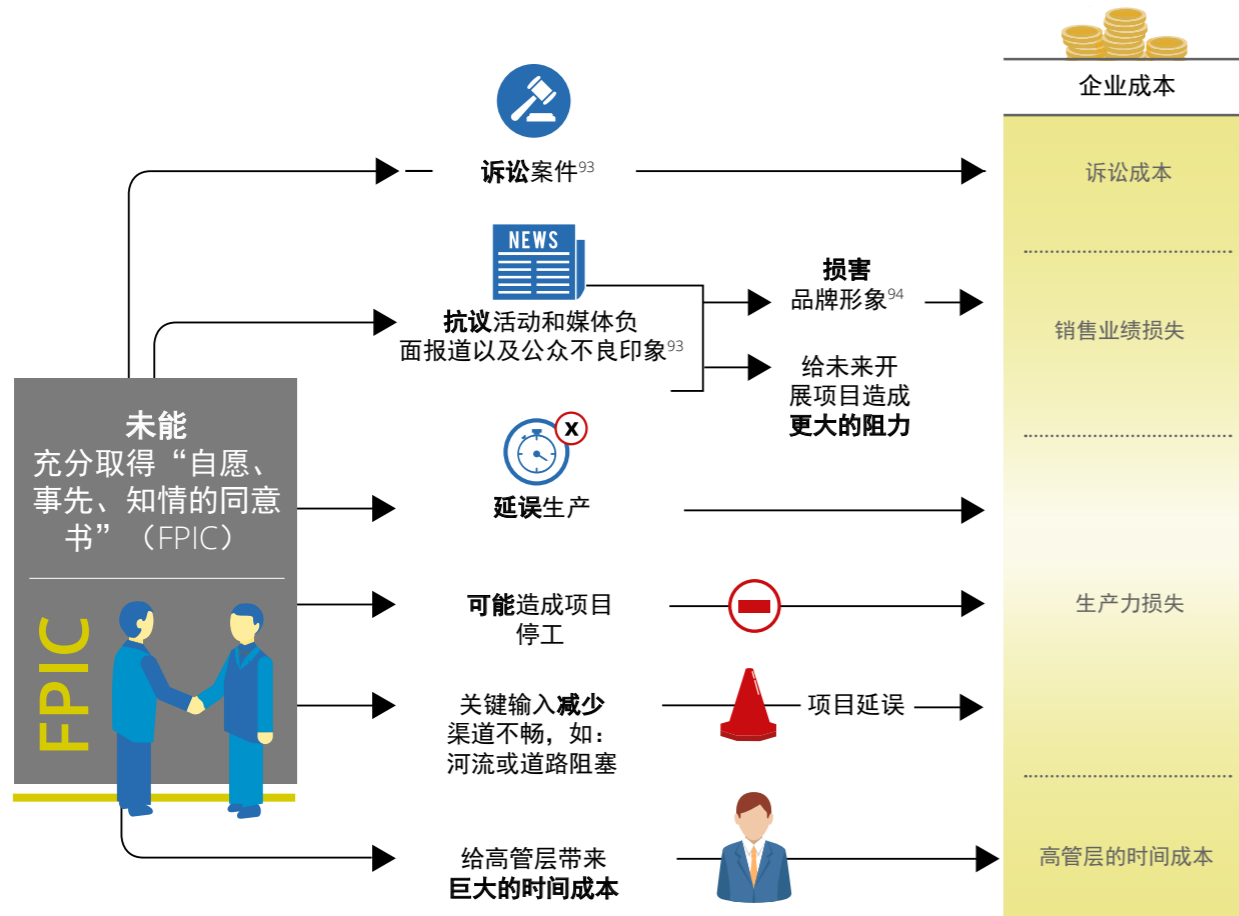 企业成本
诉讼案件93
诉讼成本
NEWS
抗议活动和媒体负
面报道以及公众不良印象93
损害
品牌形象94
销售业绩损失
给未来开
展项目造成
更大的阻力
未能
充分取得“自愿、
事先、知情的同意
书”（FPIC）
FPIC
X
延误生产
可能造成项目
停工
生产力损失
关键输入减少
渠道不畅，如：
河流或道路阻塞
项目延误
给高管层带来
巨大的时间成本
高管层的时间成本